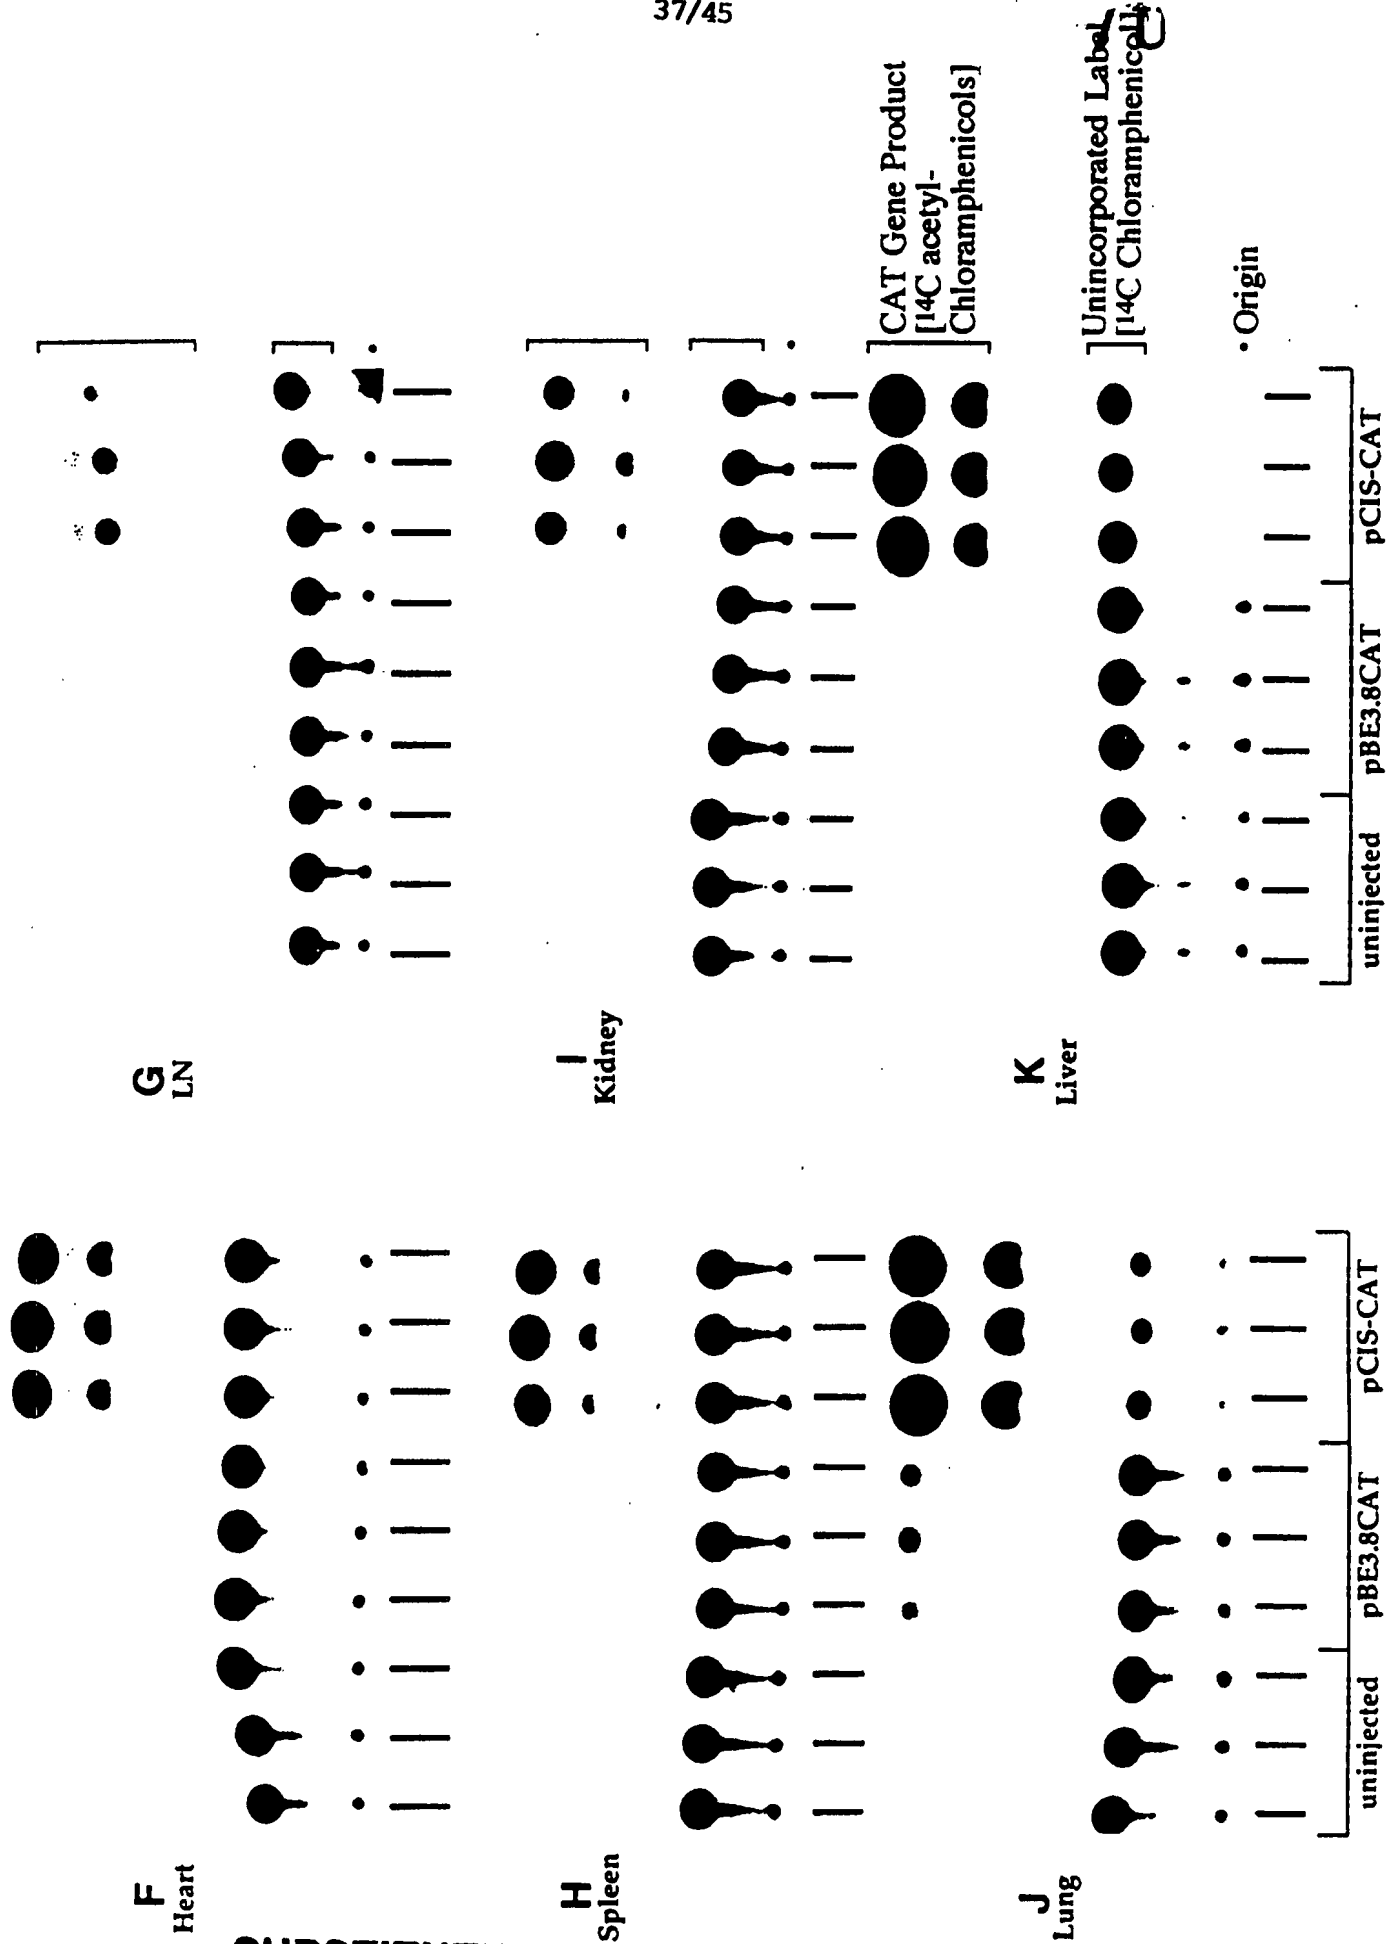 37/45
F
Heart
G
LN
H
Spleen
I
Kidney
J
Lung
K
Liver
CAT Gene Product
[14C acetyl-
Chloramphenicols]
Unincorporated Label
[14C Chloramphenicol]
Origin
uninjected pBE3.8CAT pCIS-CAT
uninjected pBE3.8CAT pCIS-CAT